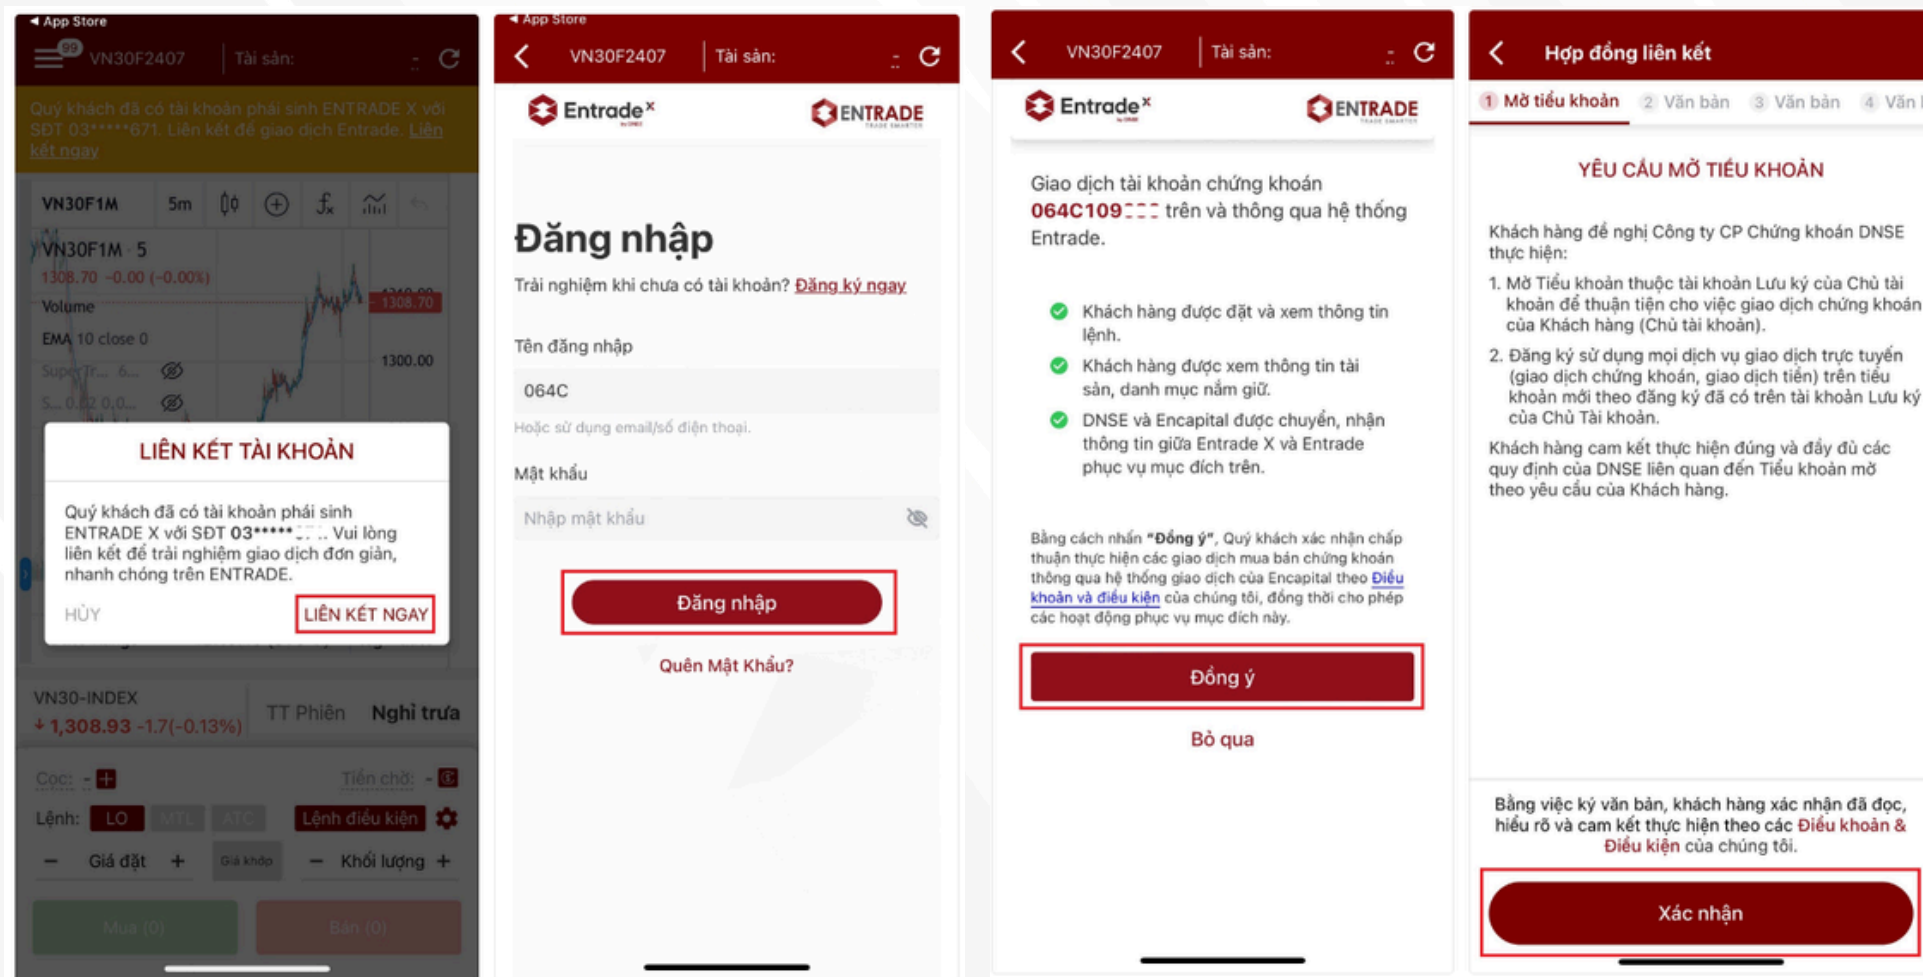 ◄ App Store
99
VN30F2407
Tài sản:
-
Quý khách đã có tài khoản phái sinh ENTRADE X với
SĐT 03*****671. Liên kết để giao dịch Entrade. Liên
kết ngay
VN30F1M 5m
VN30F1M · 5
1308.70 -0.00 (-0.00%)
1308.70
Volume
EMA 10 close 0
1300.00
LIÊN KẾT TÀI KHOẢN
Quý khách đã có tài khoản phái sinh
ENTRADE X với SĐT 03***** Vui lòng
liên kết để trải nghiệm giao dịch đơn giản,
nhanh chóng trên ENTRADE.
HỦY
LIÊN KẾT NGAY
VN30-INDEX
1,308.93 -1.7(-0.13%)
TT Phiên
Nghỉ trưa
Cọc: -
Tiền chờ: -
Lệnh: LO MTL ATC Lệnh điều kiện
− Giá đặt + Giá khớp − Khối lượng +
Mua (0)
Bán (0)
◄ App Store
VN30F2407
Tài sản:
-
Entrade X
by DNSE
ENTRADE
TRADE SMARTER
Đăng nhập
Trải nghiệm khi chưa có tài khoản? Đăng ký ngay
Tên đăng nhập
064C
Hoặc sử dụng email/số điện thoại.
Mật khẩu
Nhập mật khẩu
Đăng nhập
Quên Mật Khẩu?
VN30F2407
Tài sản:
-
Entrade X
by DNSE
ENTRADE
TRADE SMARTER
Giao dịch tài khoản chứng khoán
064C109 trên và thông qua hệ thống
Entrade.
Khách hàng được đặt và xem thông tin
lệnh.
Khách hàng được xem thông tin tài
sản, danh mục nắm giữ.
DNSE và Encapital được chuyển, nhận
thông tin giữa Entrade X và Entrade
phục vụ mục đích trên.
Bằng cách nhấn "Đồng ý", Quý khách xác nhận chấp
thuận thực hiện các giao dịch mua bán chứng khoán
thông qua hệ thống giao dịch của Encapital theo Điều
khoản và điều kiện của chúng tôi, đồng thời cho phép
các hoạt động phục vụ mục đích này.
Đồng ý
Bỏ qua
Hợp đồng liên kết
1 Mở tiểu khoản 2 Văn bản 3 Văn bản 4 Văn
YÊU CẦU MỞ TIỂU KHOẢN
Khách hàng đề nghị Công ty CP Chứng khoán DNSE
thực hiện:
1. Mở Tiểu khoản thuộc tài khoản Lưu ký của Chủ tài
khoản để thuận tiện cho việc giao dịch chứng khoán
của Khách hàng (Chủ tài khoản).
2. Đăng ký sử dụng mọi dịch vụ giao dịch trực tuyến
(giao dịch chứng khoán, giao dịch tiền) trên tiểu
khoản mới theo đăng ký đã có trên tài khoản Lưu ký
của Chủ Tài khoản.
Khách hàng cam kết thực hiện đúng và đầy đủ các
quy định của DNSE liên quan đến Tiểu khoản mở
theo yêu cầu của Khách hàng.
Bằng việc ký văn bản, khách hàng xác nhận đã đọc,
hiểu rõ và cam kết thực hiện theo các Điều khoản &
Điều kiện của chúng tôi.
Xác nhận